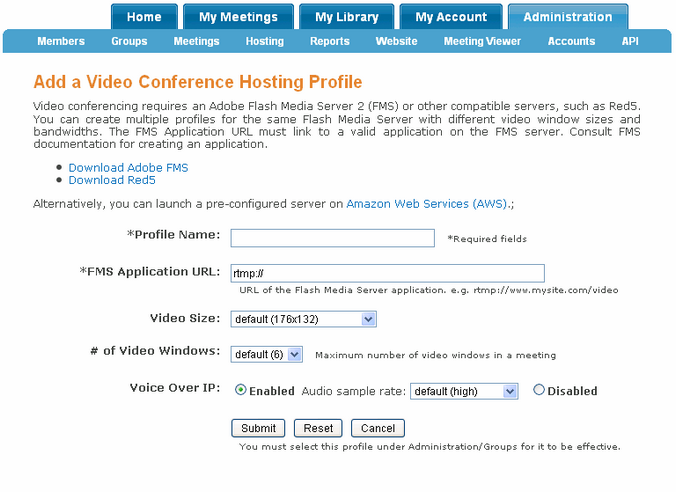 Home My Meetings My Library My Account Administration
Members Groups Meetings Hosting Reports Website Meeting Viewer Accounts API
Add a Video Conference Hosting Profile
Video conferencing requires an Adobe Flash Media Server 2 (FMS) or other compatible servers, such as Red5.
You can create multiple profiles for the same Flash Media Server with different video window sizes and
bandwidths. The FMS Application URL must link to a valid application on the FMS server. Consult FMS
documentation for creating an application.
Download Adobe FMS
Download Red5
Alternatively, you can launch a pre-configured server on Amazon Web Services (AWS).;
*Profile Name: *Required fields
*FMS Application URL: rtmp://
URL of the Flash Media Server application. e.g. rtmp://www.mysite.com/video
Video Size: default (176x132)
# of Video Windows: default (6) Maximum number of video windows in a meeting
Voice Over IP: Enabled Audio sample rate: default (high) Disabled
Submit Reset Cancel
You must select this profile under Administration/Groups for it to be effective.